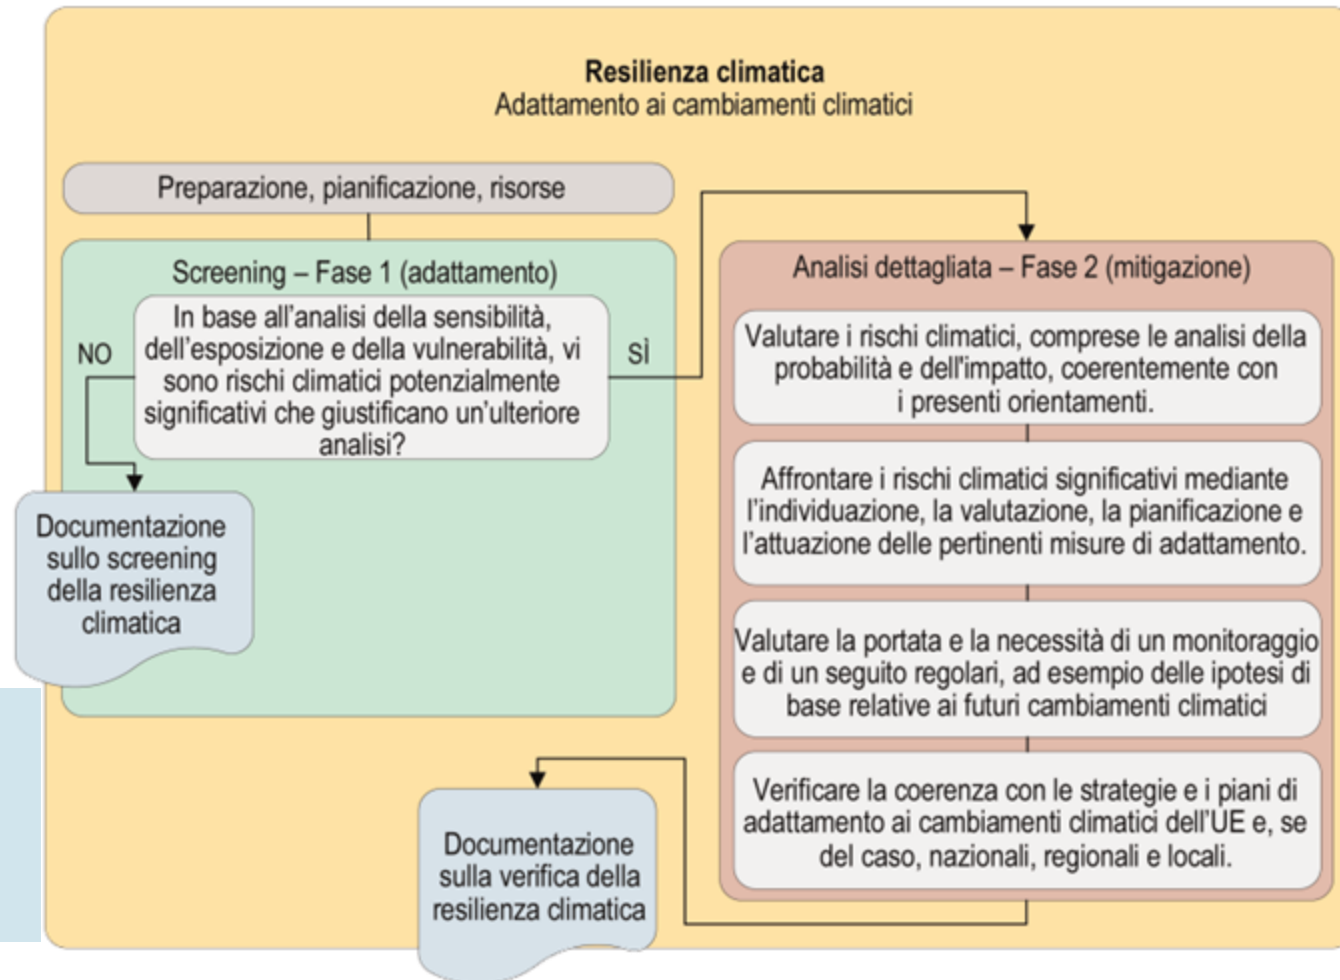 Resilienza climatica
Adattamento ai cambiamenti climatici
Preparazione, pianificazione, risorse
Screening – Fase 1 (adattamento)
In base all'analisi della sensibilità,
dell'esposizione e della vulnerabilità, vi
sono rischi climatici potenzialmente
significativi che giustificano un'ulteriore
analisi?
NO
SÌ
Documentazione
sullo screening
della resilienza
climatica
Analisi dettagliata – Fase 2 (mitigazione)
Valutare i rischi climatici, comprese le analisi della
probabilità e dell'impatto, coerentemente con
i presenti orientamenti.
Affrontare i rischi climatici significativi mediante
l'individuazione, la valutazione, la pianificazione e
l'attuazione delle pertinenti misure di adattamento.
Valutare la portata e la necessità di un monitoraggio
e di un seguito regolari, ad esempio delle ipotesi di
base relative ai futuri cambiamenti climatici
Verificare la coerenza con le strategie e i piani di
adattamento ai cambiamenti climatici dell'UE e, se
del caso, nazionali, regionali e locali.
Documentazione
sulla verifica della
resilienza climatica